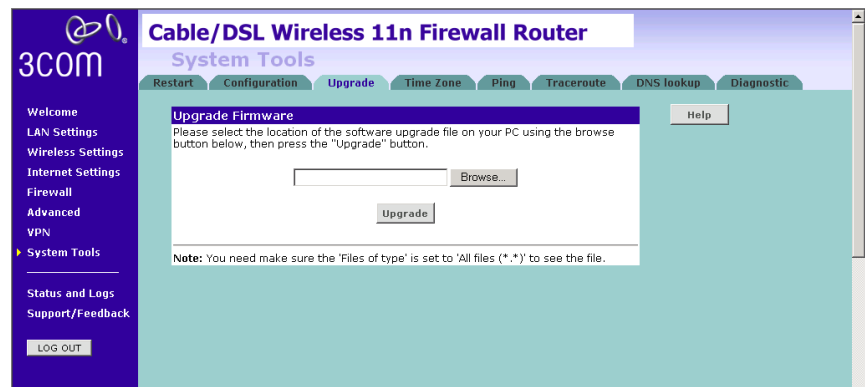 3COM
Cable/DSL Wireless 11n Firewall Router
System Tools
Restart Configuration Upgrade Time Zone Ping Traceroute DNS lookup Diagnostic
Welcome
LAN Settings
Wireless Settings
Internet Settings
Firewall
Advanced
VPN
System Tools
Status and Logs
Support/Feedback
LOG OUT
Upgrade Firmware
Please select the location of the software upgrade file on your PC using the browse
button below, then press the "Upgrade" button.
Browse...
Upgrade
Note: You need make sure the 'Files of type' is set to 'All files (*.*)' to see the file.
Help